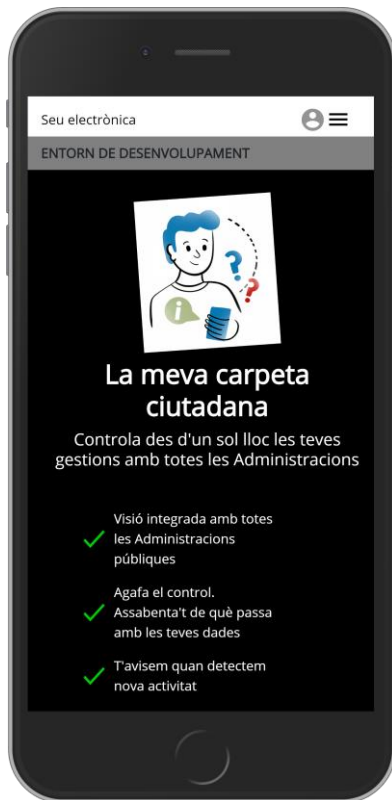 Seu electrònica
ENTORN DE DESENVOLUPAMENT
?
?
i
La meva carpeta
ciutadana
Controla des d'un sol lloc les teves
gestions amb totes les Administracions
Visió integrada amb totes
les Administracions
públiques
Agafa el control.
Assabenta't de què passa
amb les teves dades
T'avisem quan detectem
nova activitat